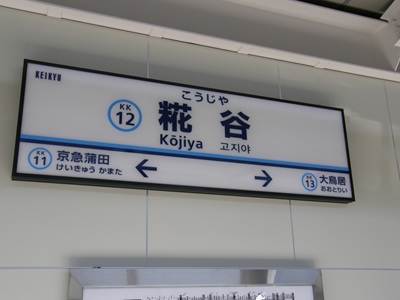 KEIKYU
こうじや
KK
12
糀谷
Kōjiya
고지야
KK
11
京急蒲田
けいきゅう かまた
KK
13
大鳥居
おおとりい